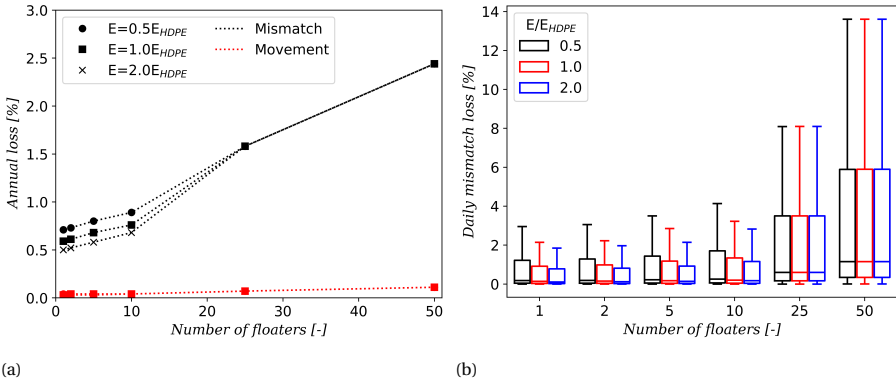 3.0
2.5
2.0
1.5
1.0
0.5
0.0
Annual loss [%]
E=0.5E_HDPE
E=1.0E_HDPE
E=2.0E_HDPE
Mismatch
Movement
0 10 20 30 40 50
Number of floaters [-]
(a)
14
12
10
8
6
4
2
0
Daily mismatch loss [%]
E/E_HDPE
0.5
1.0
2.0
1 2 5 10 25 50
Number of floaters [-]
(b)